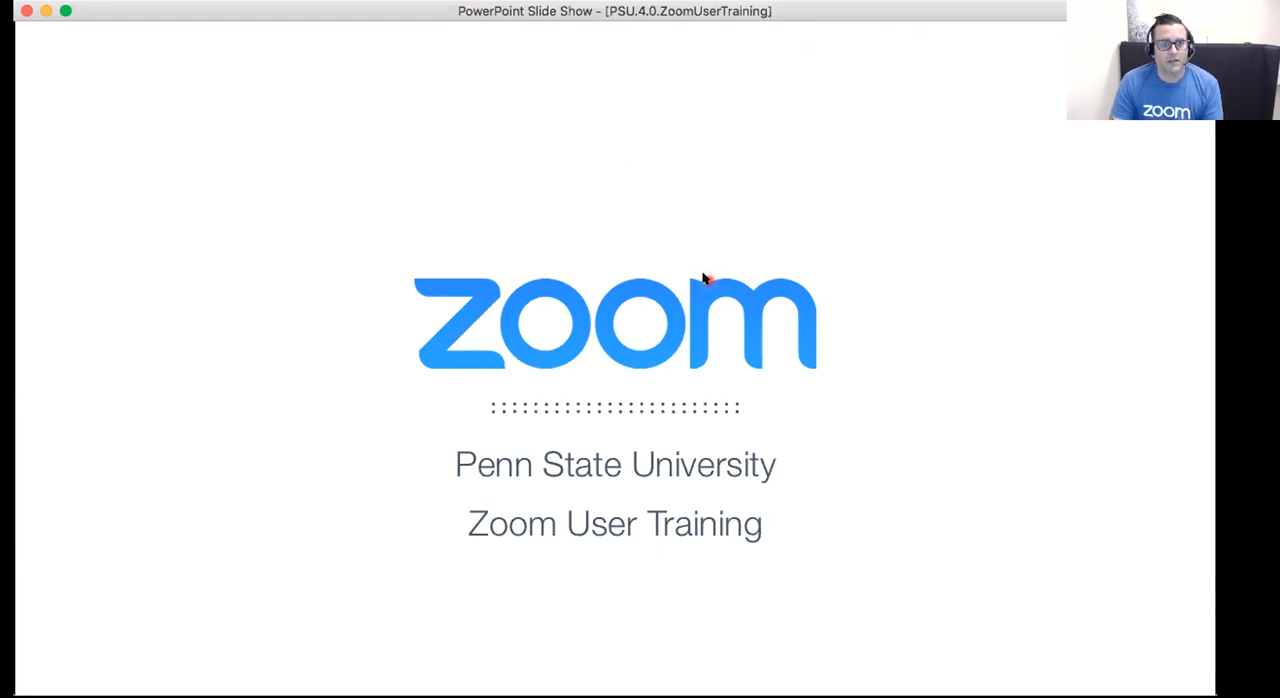 PowerPoint Slide Show - [PSU.4.0.ZoomUserTraining]
zoom
zoom
Penn State University
Zoom User Training